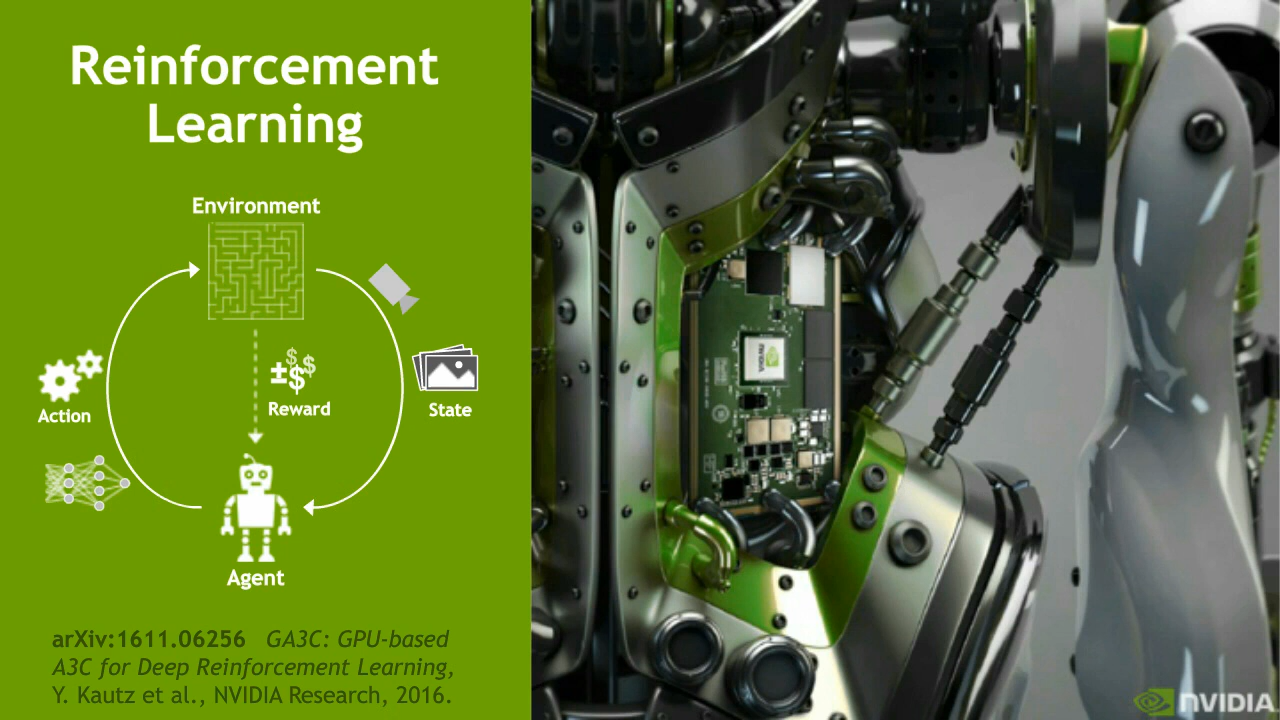 Reinforcement
Learning
Environment
±$$$
Reward
Action
State
Agent
arXiv:1611.06256 GA3C: GPU-based
A3C for Deep Reinforcement Learning,
Y. Kautz et al., NVIDIA Research, 2016.
NVIDIA
NVIDIA